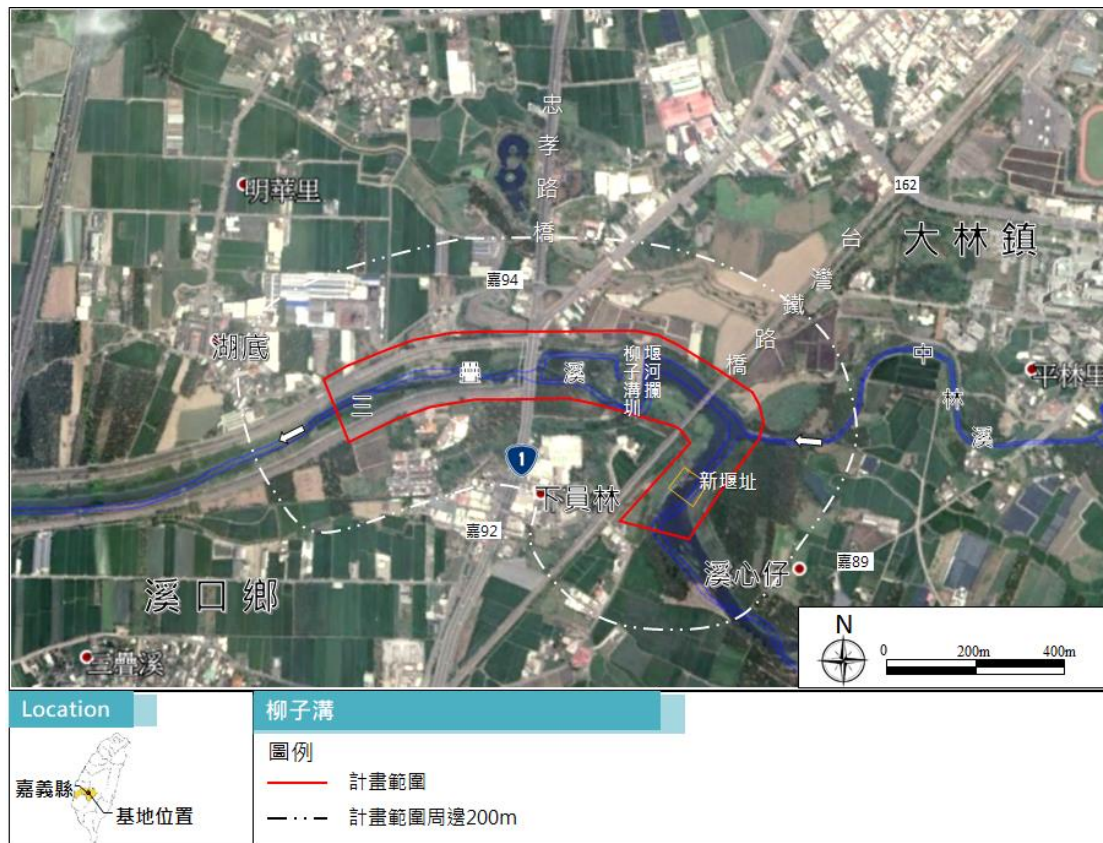 忠孝路橋
明華里
162
大林鎮
台灣鐵路橋
嘉94
湖底
柳子溝圳
攔河堰
三疊溪
中林溪
平林里
1
新堰址
下員林
嘉92
溪心仔
嘉89
溪口鄉
三疊溪
N
0 200m 400m
Location
柳子溝
圖例
嘉義縣
基地位置
計畫範圍
計畫範圍周邊200m